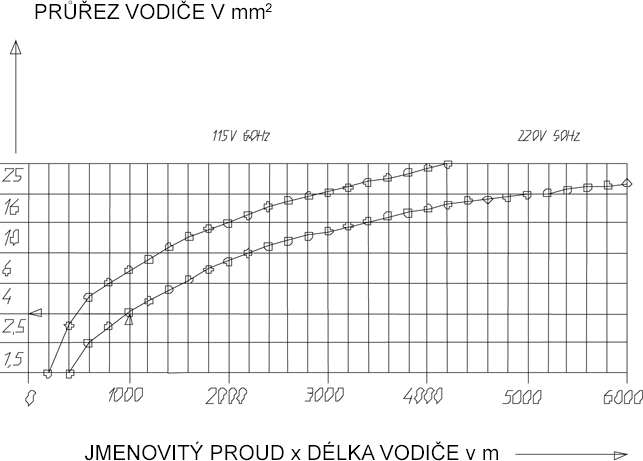 PRŮŘEZ VODIČE V mm²
115V 60Hz
220V 50Hz
25
16
10
6
4
2,5
1,5
0 1000 2000 3000 4000 5000 6000
JMENOVITÝ PROUD x DÉLKA VODIČE v m